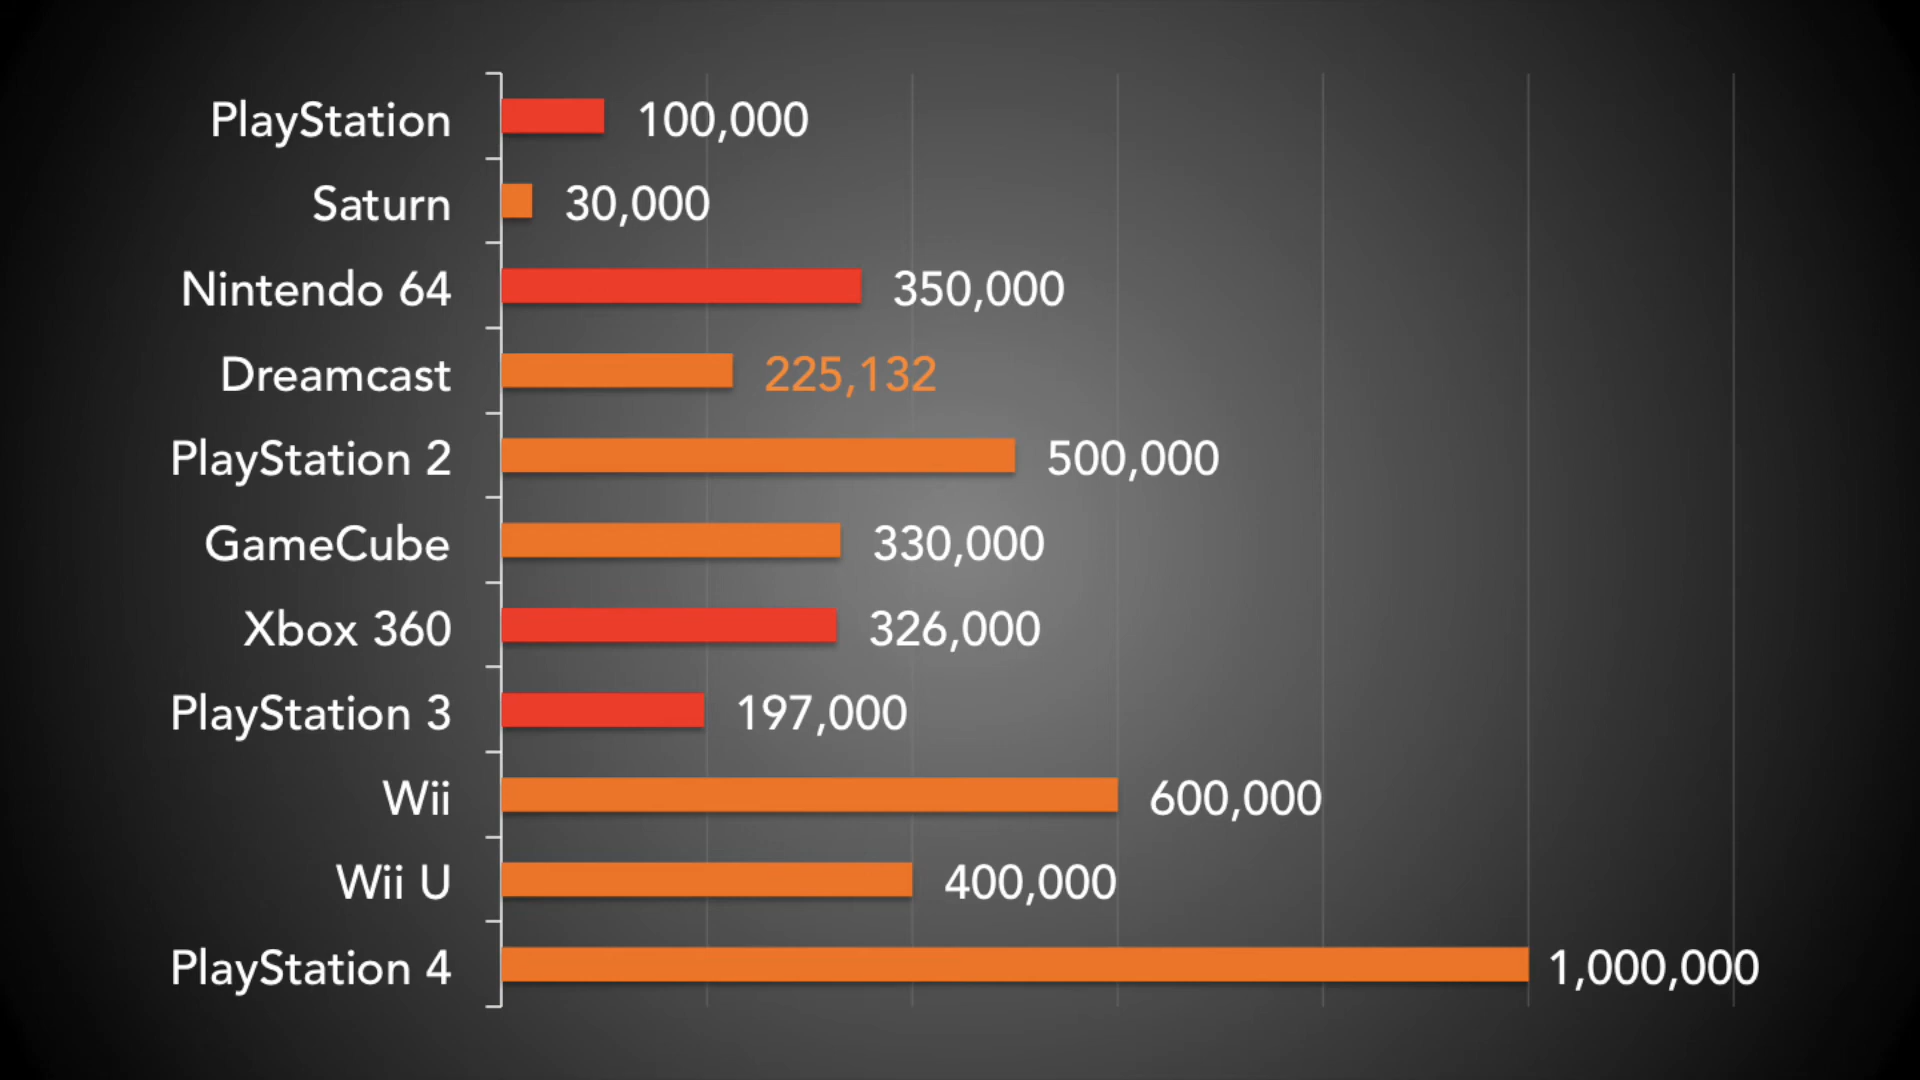 PlayStation 100,000
Saturn 30,000
Nintendo 64 350,000
Dreamcast 225,132
PlayStation 2 500,000
GameCube 330,000
Xbox 360 326,000
PlayStation 3 197,000
Wii 600,000
Wii U 400,000
PlayStation 4 1,000,000